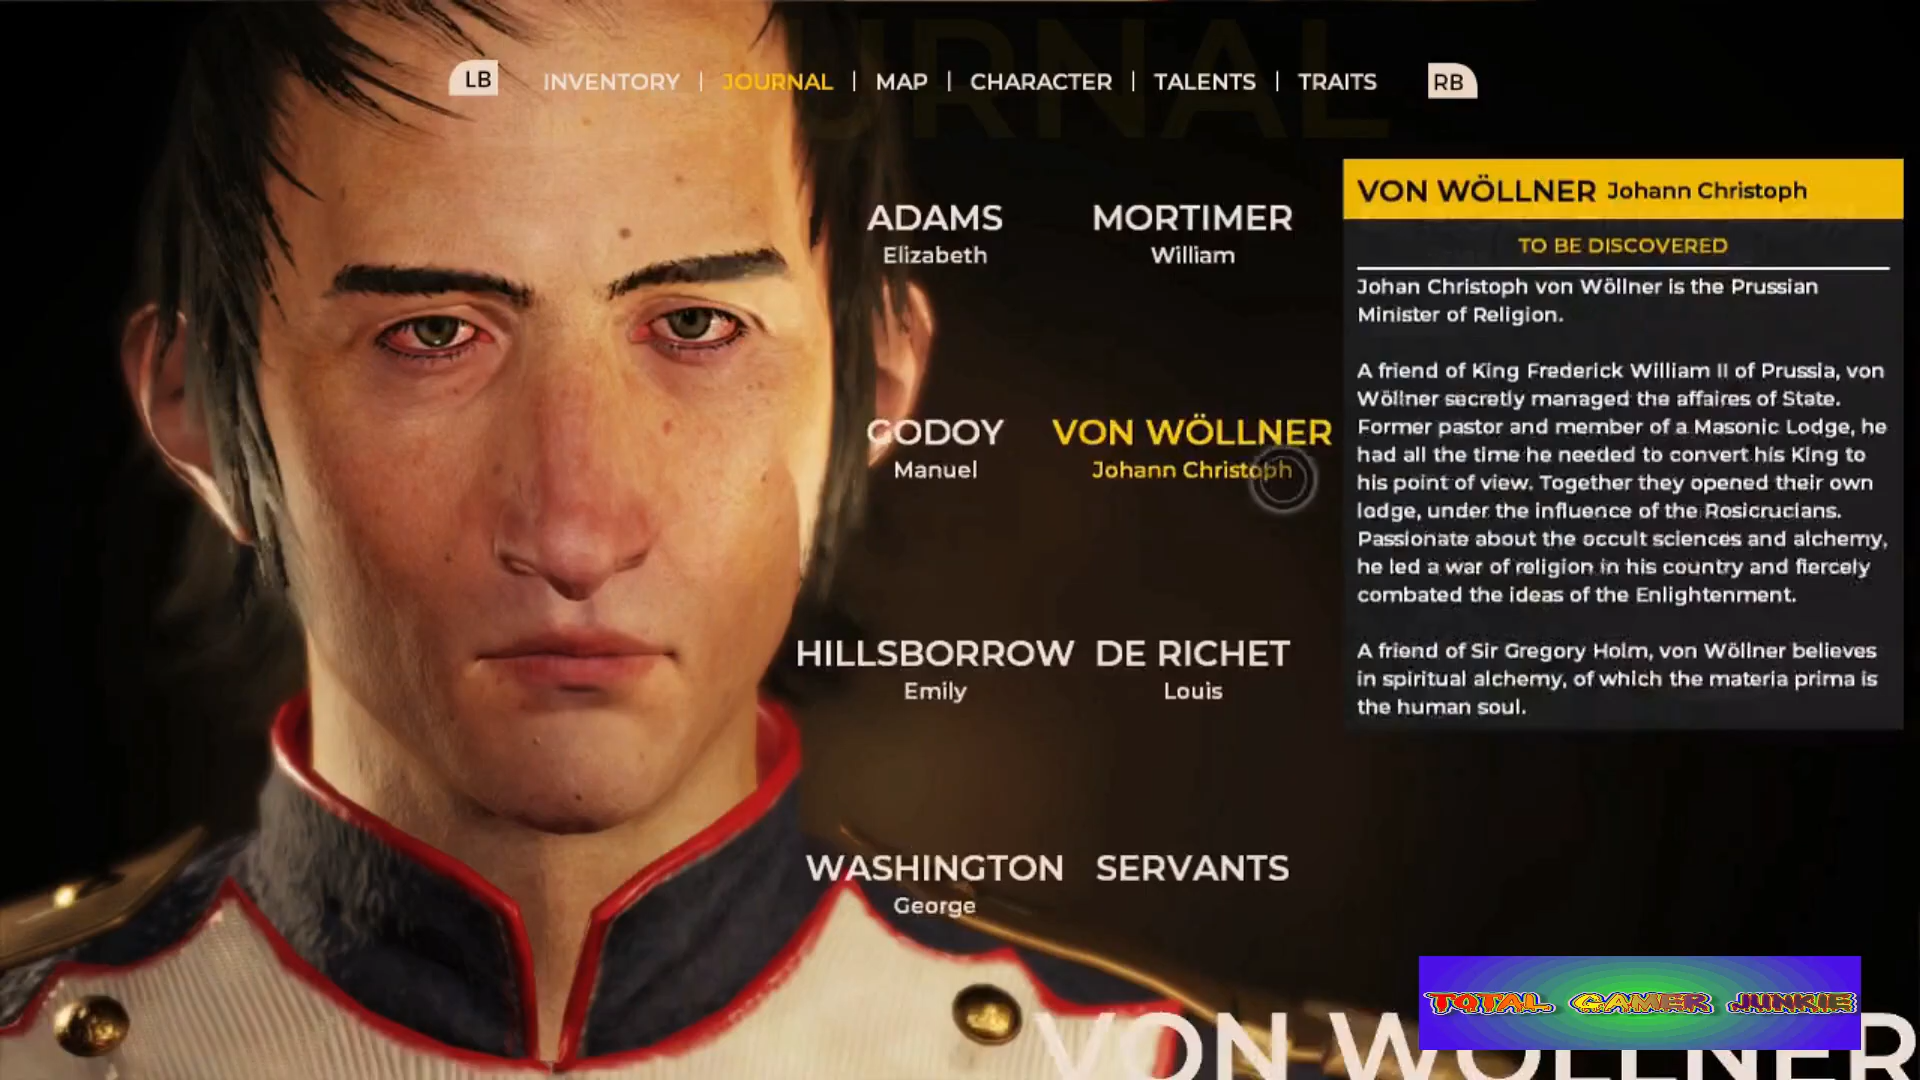 JOURNAL
LB INVENTORY | JOURNAL | MAP | CHARACTER | TALENTS | TRAITS RB
ADAMS
Elizabeth
MORTIMER
William
GODOY
Manuel
VON WÖLLNER
Johann Christoph
HILLSBORROW
Emily
DE RICHET
Louis
WASHINGTON
George
SERVANTS
VON WÖLLNER Johann Christoph
TO BE DISCOVERED
Johan Christoph von Wöllner is the Prussian
Minister of Religion.
A friend of King Frederick William II of Prussia, von
Wöllner secretly managed the affaires of State.
Former pastor and member of a Masonic Lodge, he
had all the time he needed to convert his King to
his point of view. Together they opened their own
lodge, under the influence of the Rosicrucians.
Passionate about the occult sciences and alchemy,
he led a war of religion in his country and fiercely
combated the ideas of the Enlightenment.
A friend of Sir Gregory Holm, von Wöllner believes
in spiritual alchemy, of which the materia prima is
the human soul.
TOTAL GAMER JUNKIE
VON WÖLLNER